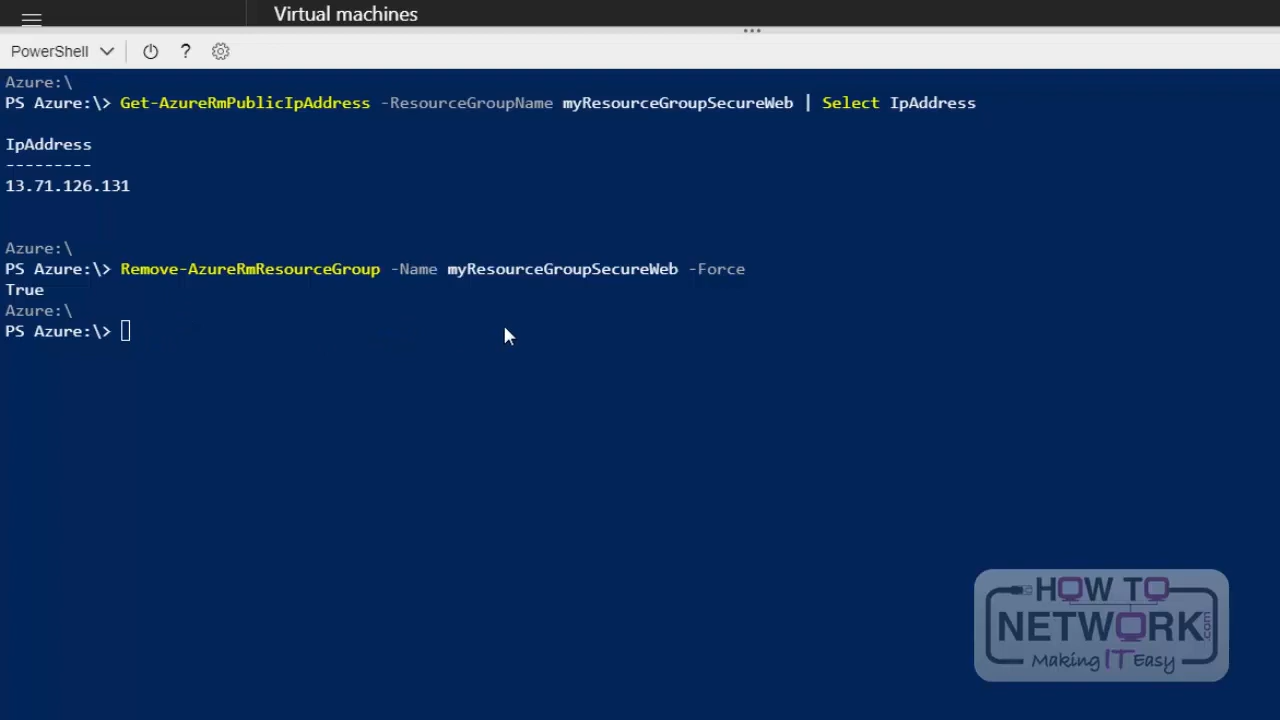 Virtual machines
PowerShell
?
Azure:\
PS Azure:\> Get-AzureRmPublicIpAddress -ResourceGroupName myResourceGroupSecureWeb | Select IpAddress
IpAddress
---------
13.71.126.131
Azure:\
PS Azure:\> Remove-AzureRmResourceGroup -Name myResourceGroupSecureWeb -Force
True
Azure:\
PS Azure:\>
HOW TO
NETWORK.com
Making IT Easy